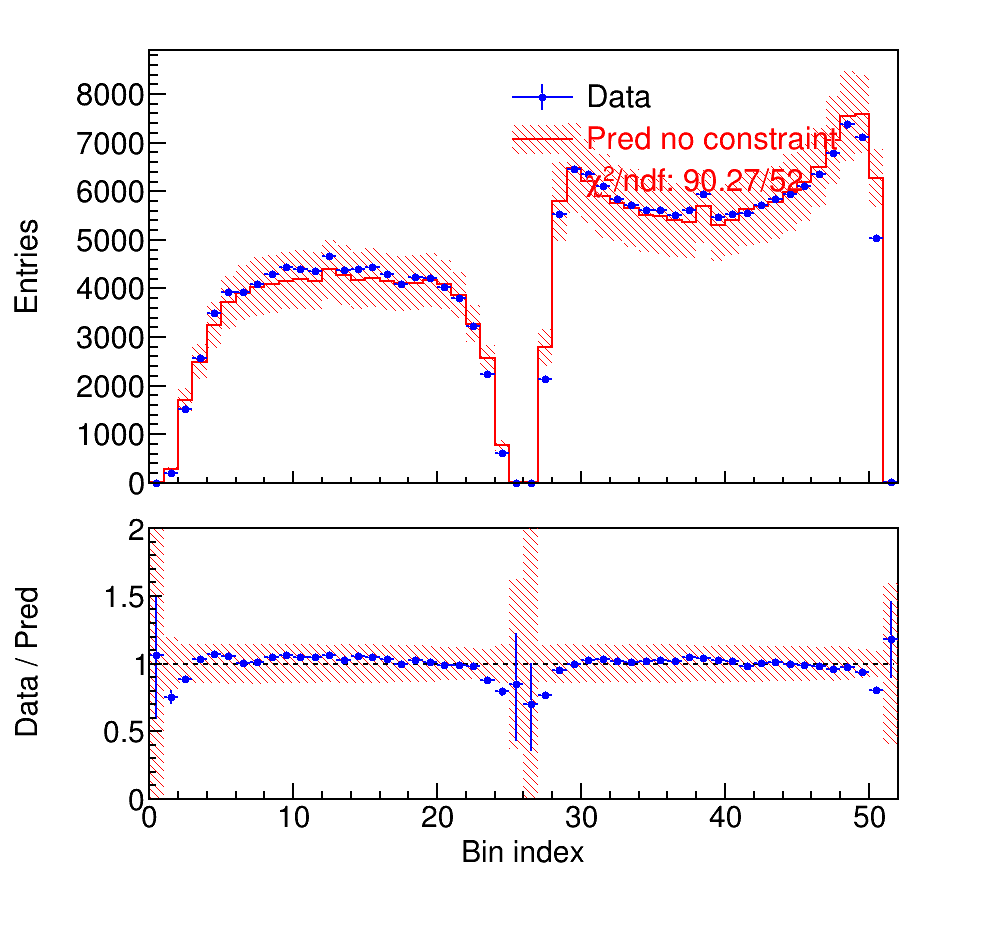 Data
Pred no constraint
χ²/ndf: 90.27/52
Entries
8000
7000
6000
5000
4000
3000
2000
1000
0
Data / Pred
2
1.5
1
0.5
0
0 10 20 30 40 50
Bin index